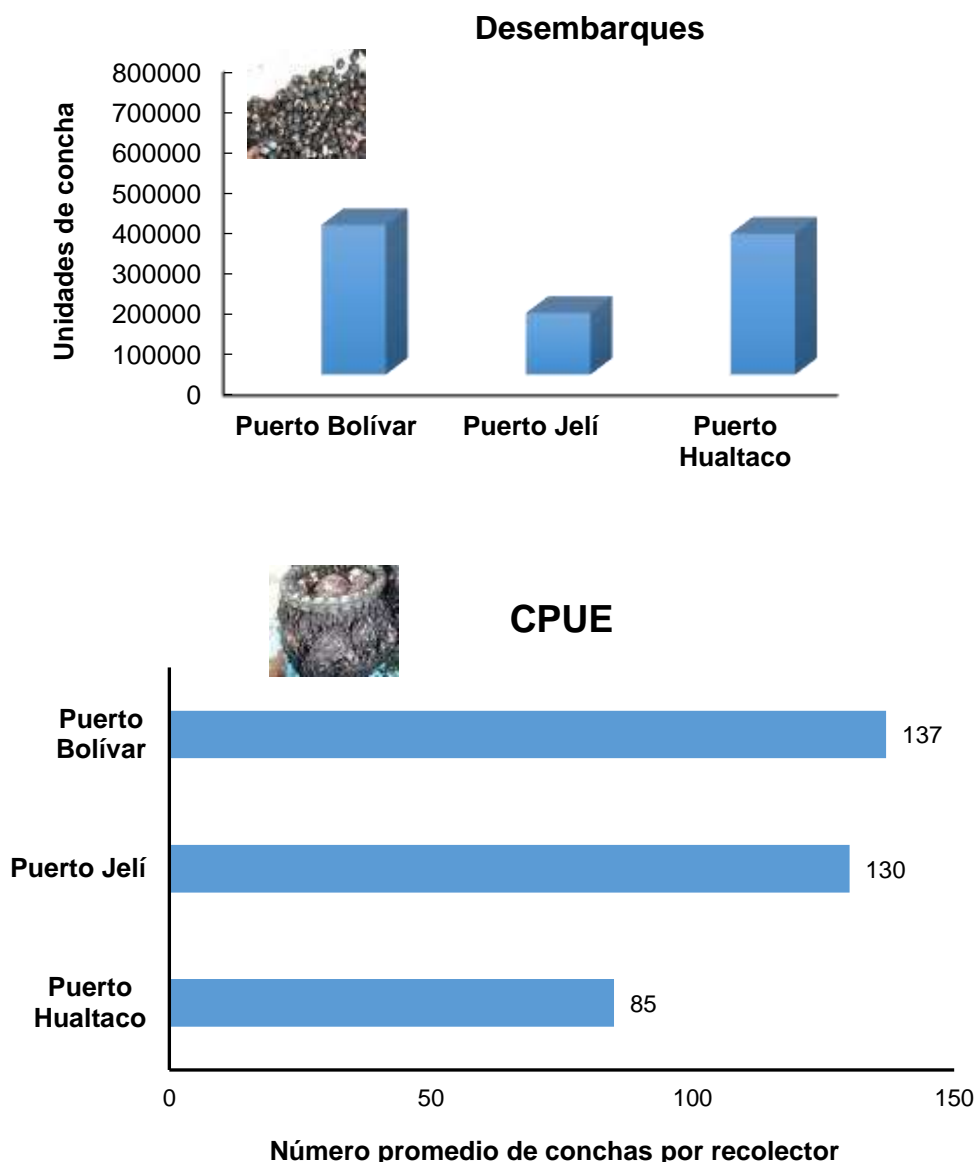 Desembarques
Unidades de concha
800000
700000
600000
500000
400000
300000
200000
100000
0
Puerto Bolívar
Puerto Jelí
Puerto
Hualtaco
CPUE
Puerto
Bolívar
137
Puerto Jelí
130
Puerto
Hualtaco
85
0
50
100
150
Número promedio de conchas por recolector